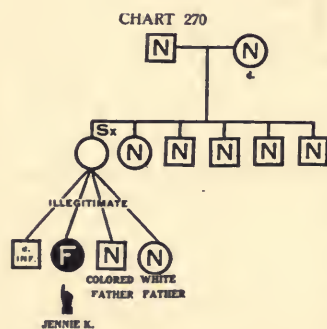 CHART 270
N N
d.
Sx
N N N N N
ILLEGITIMATE
d.
INF. F N N
COLORED WHITE
FATHER FATHER
JENNIE K.